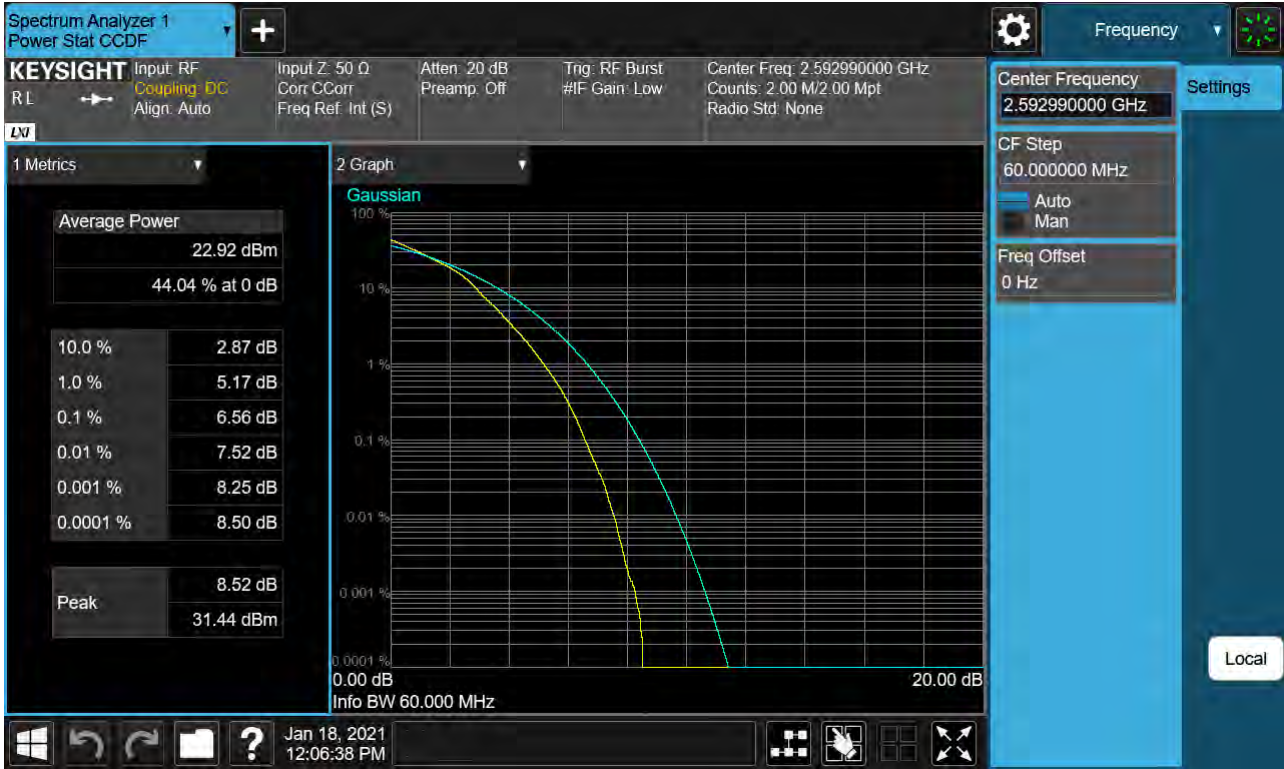 Spectrum Analyzer 1
Power Stat CCDF
+
Frequency
KEYSIGHT
R L
LXI
Input: RF
Coupling: DC
Align: Auto
Input Z: 50 Ω
Corr CCorr
Freq Ref: Int (S)
Atten: 20 dB
Preamp: Off
Trig: RF Burst
#IF Gain: Low
Center Freq: 2.592990000 GHz
Counts: 2.00 M/2.00 Mpt
Radio Std: None
Center Frequency
2.592990000 GHz
Settings
CF Step
60.000000 MHz
Auto
Man
Freq Offset
0 Hz
Local
1 Metrics
Average Power
22.92 dBm
44.04 % at 0 dB
10.0 % 2.87 dB
1.0 % 5.17 dB
0.1 % 6.56 dB
0.01 % 7.52 dB
0.001 % 8.25 dB
0.0001 % 8.50 dB
Peak
8.52 dB
31.44 dBm
2 Graph
Gaussian
100 %
10 %
1 %
0.1 %
0.01 %
0.001 %
0.0001 %
0.00 dB
20.00 dB
Info BW 60.000 MHz
?
Jan 18, 2021
12:06:38 PM